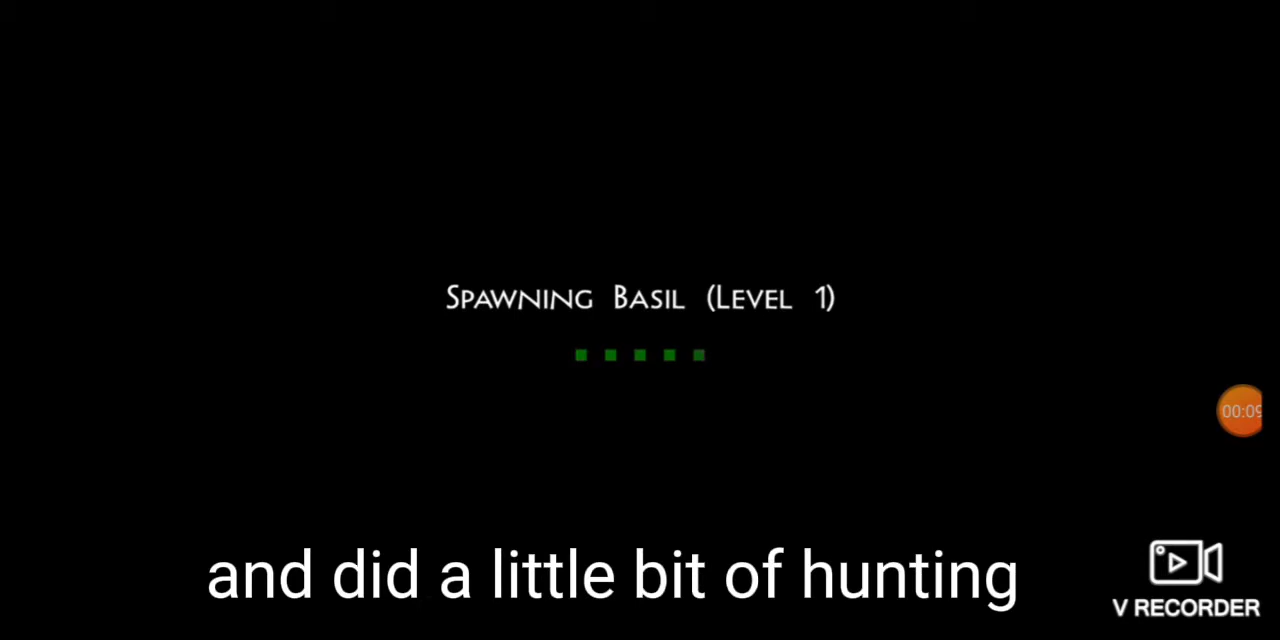 Spawning Basil (Level 1)
00:09
and did a little bit of hunting
V RECORDER